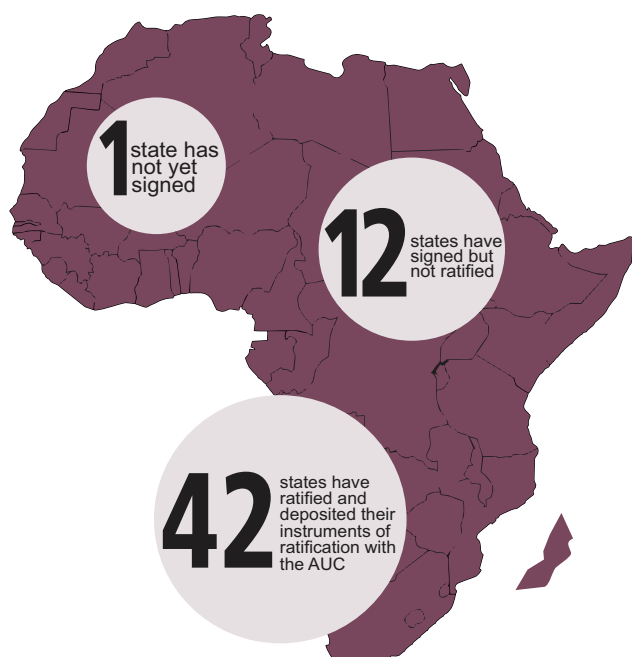 1 state has
not yet
signed
12 states have
signed but
not ratified
42 states have
ratified and
deposited their
instruments of
ratification with
the AUC